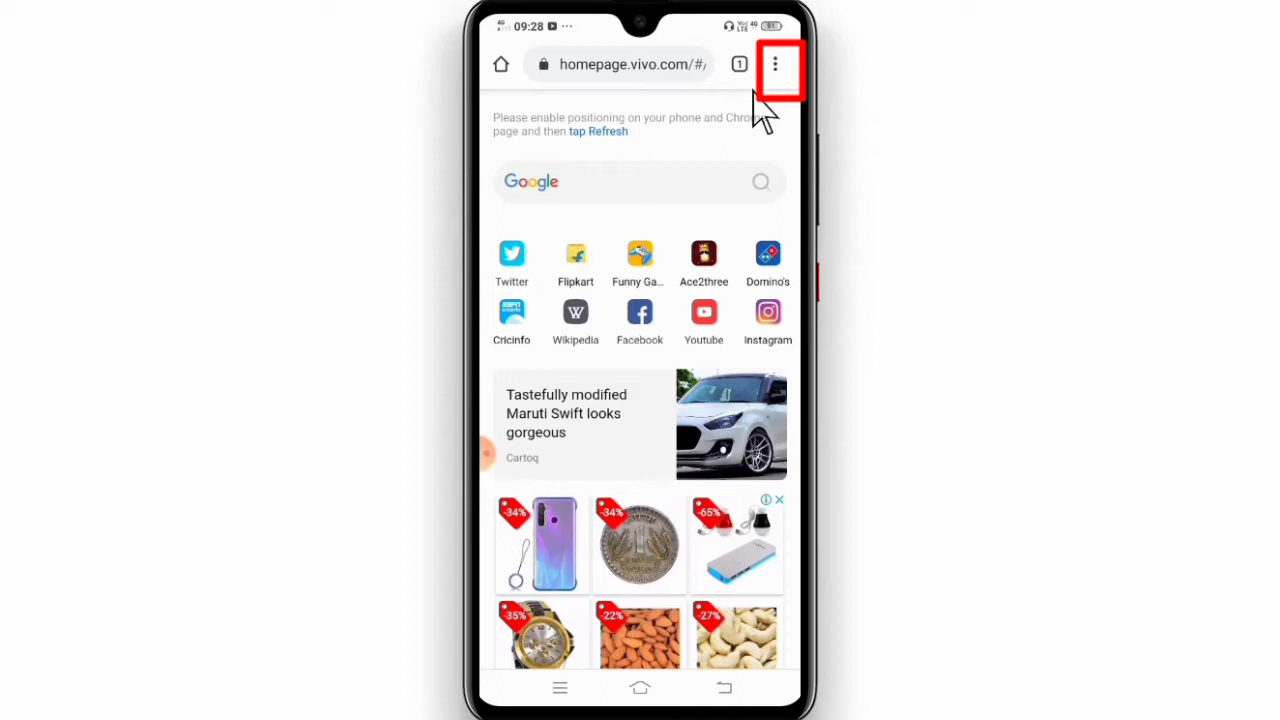 09:28
1
homepage.vivo.com/#/
Please enable positioning on your phone and Chrome
page and then tap Refresh
Google
Twitter Flipkart Funny Ga... Ace2three Domino's
Cricinfo Wikipedia Facebook Youtube Instagram
Tastefully modified
Maruti Swift looks
gorgeous
Cartoq
-34% -34% -65%
-35% -22% -27%